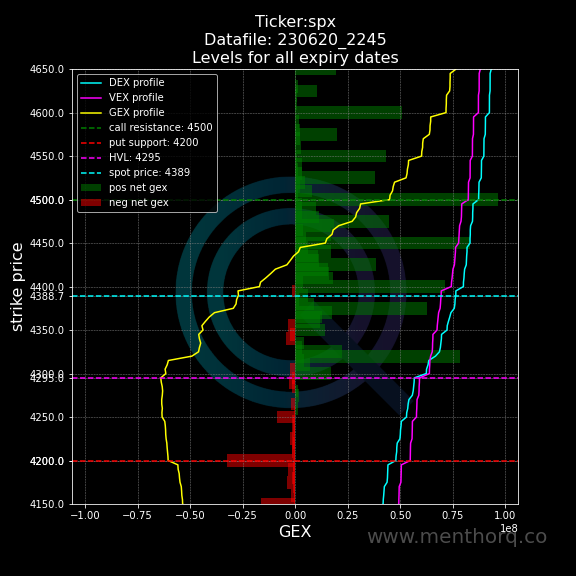 Ticker:spx
Datafile: 230620_2245
Levels for all expiry dates
DEX profile
VEX profile
GEX profile
call resistance: 4500
put support: 4200
HVL: 4295
spot price: 4389
pos net gex
neg net gex
strike price
4650.0
4600.0
4550.0
4500.0
4450.0
4400.0
4388.7
4350.0
4300.0
4295.0
4250.0
4200.0
4150.0
−1.00 −0.75 −0.50 −0.25 0.00 0.25 0.50 0.75 1.00
1e8
GEX
www.menthorq.co